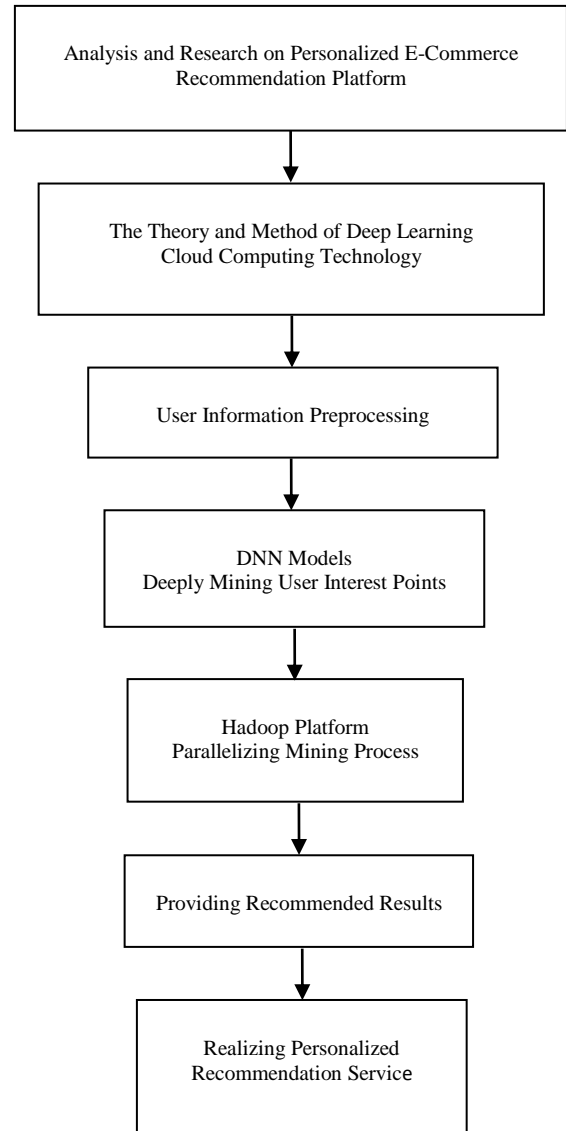 Analysis and Research on Personalized E-Commerce
Recommendation Platform
The Theory and Method of Deep Learning
Cloud Computing Technology
User Information Preprocessing
DNN Models
Deeply Mining User Interest Points
Hadoop Platform
Parallelizing Mining Process
Providing Recommended Results
Realizing Personalized
Recommendation Service